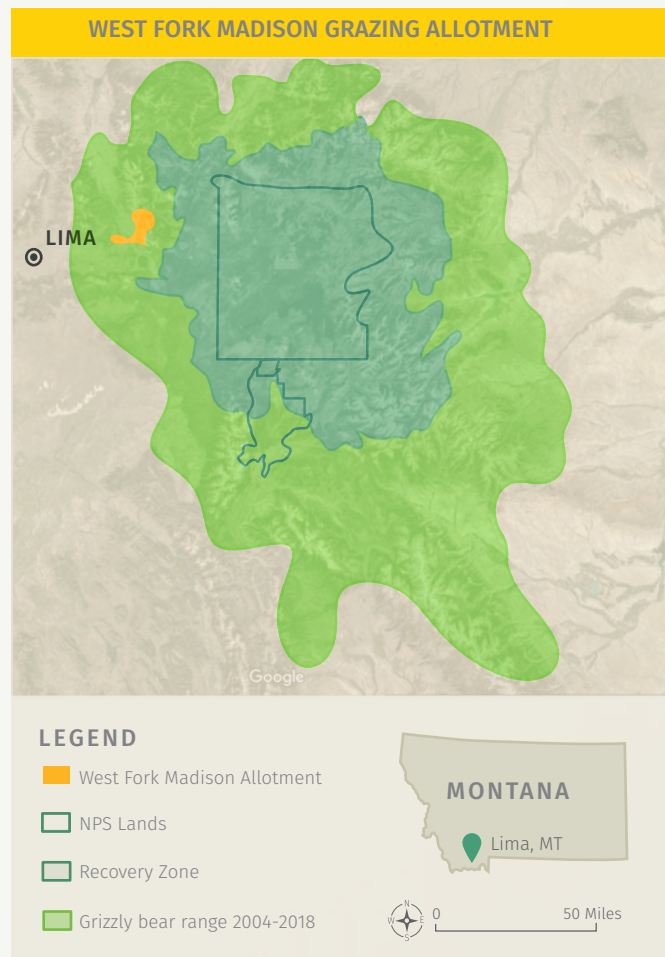 WEST FORK MADISON GRAZING ALLOTMENT
LIMA
Google
LEGEND
West Fork Madison Allotment
NPS Lands
Recovery Zone
Grizzly bear range 2004-2018
MONTANA
Lima, MT
N
W E
S
0 50 Miles